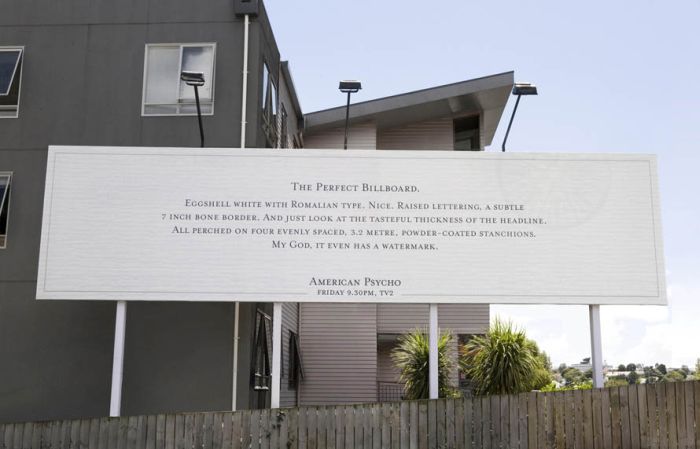 The Perfect Billboard.
Eggshell white with Romalian type. Nice. Raised lettering, a subtle
7 inch bone border. And just look at the tasteful thickness of the headline.
All perched on four evenly spaced, 3.2 metre, powder-coated stanchions.
My God, it even has a watermark.
American Psycho
Friday 9.30pm, TV2